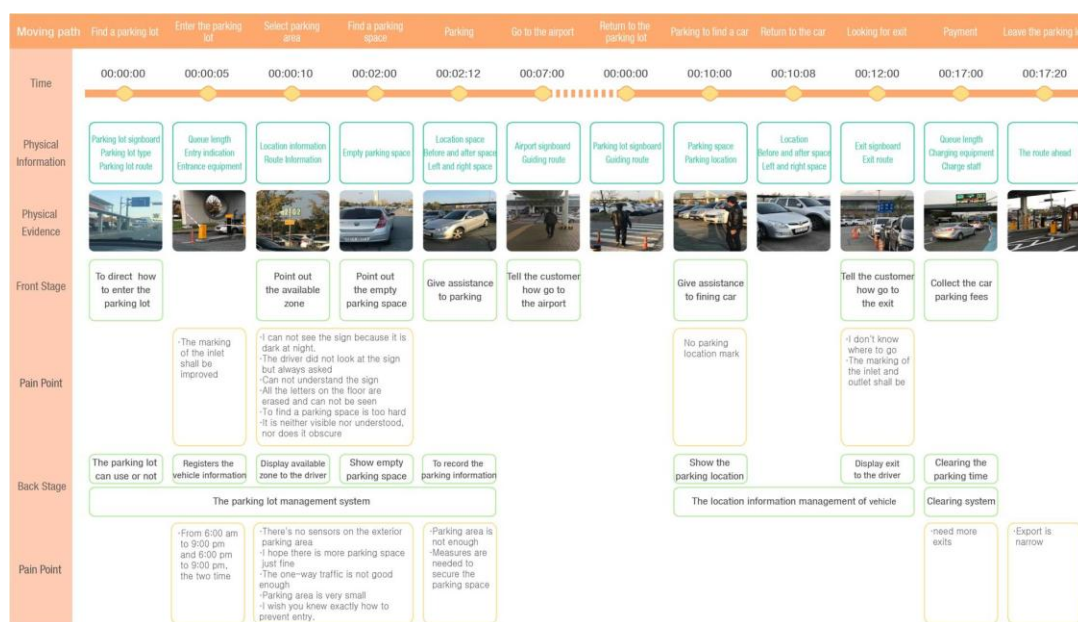 Moving path
Find a parking lot
Enter the parking
lot
Select parking
area
Find a parking
space
Parking
Go to the airport
Return to the
parking lot
Parking to find a car
Return to the car
Looking for exit
Payment
Leave the parking l
Time
00:00:00
00:00:05
00:00:10
00:02:00
00:02:12
00:07:00
00:00:00
00:10:00
00:10:08
00:12:00
00:17:00
00:17:20
Physical
Information
Parking lot signboard
Parking lot type
Parking lot route
Queue length
Entry indication
Entrance equipment
Location information
Route Information
Empty parking space
Location space
Before and after space
Left and right space
Airport signboard
Guiding route
Parking lot signboard
Guiding route
Parking space
Parking location
Location
Before and after space
Left and right space
Exit signboard
Exit route
Queue length
Charging equipment
Charge staff
The route ahead
Physical
Evidence
Front Stage
To direct how
to enter the
parking lot
Point out
the available
zone
Point out
the empty
parking space
Give assistance
to parking
Tell the customer
how go to
the airport
Give assistance
to fining car
Tell the customer
how go to
the exit
Collect the car
parking fees
Pain Point
·The marking
of the inlet
shall be
improved
·I can not see the sign because it is
dark at night.
·The driver did not look at the sign
but always asked
·Can not understand the sign
·All the letters on the floor are
erased and can not be seen
·To find a parking space is too hard
·It is neither visible nor understood,
nor does it obscure
No parking
location mark
·I don't know
where to go
·The marking of
the inlet and
outlet shall be
Back Stage
The parking lot
can use or not
Registers the
vehicle information
Display available
zone to the driver
Show empty
parking space
To record the
parking information
Show the
parking location
Display exit
to the driver
Clearing the
parking time
The parking lot management system
The location information management of vehicle
Clearing system
Pain Point
·From 6:00 am
to 9:00 pm
and 6:00 pm
to 9:00 pm,
the two time
·There's no sensors on the exterior
parking area
·I hope there is more parking space
just fine
·The one-way traffic is not good
enough
·Parking area is very small
·I wish you knew exactly how to
prevent entry.
·Parking area is
not enough
·Measures are
needed to
secure the
parking space
·need more
exits
·Export is
narrow